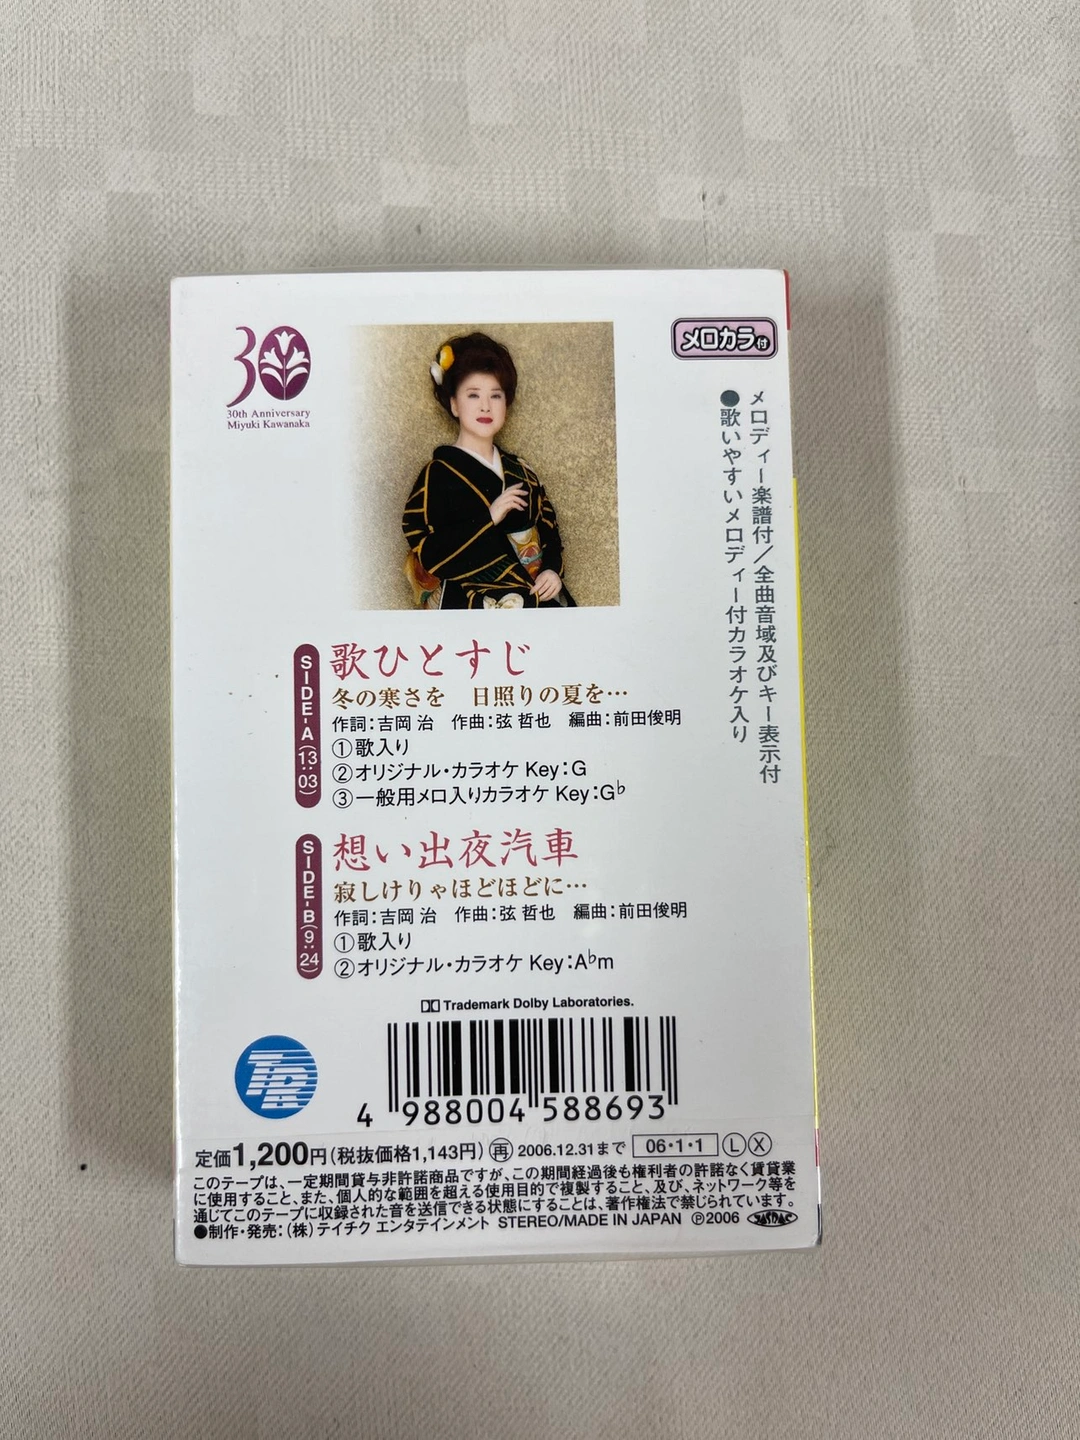 30
30th Anniversary
Miyuki Kawanaka
メロカラ付
メロディー楽譜付／全曲音域及びキー表示付
●歌いやすいメロディー付カラオケ入り
SIDE-A(13:03)
歌ひとすじ
冬の寒さを 日照りの夏を…
作詞：吉岡 治 作曲：弦 哲也 編曲：前田俊明
①歌入り
②オリジナル・カラオケ Key：G
③一般用メロ入りカラオケ Key：G♭
SIDE-B(9:24)
想い出夜汽車
寂しけりゃほどほどに…
作詞：吉岡 治 作曲：弦 哲也 編曲：前田俊明
①歌入り
②オリジナル・カラオケ Key：A♭m
Trademark Dolby Laboratories.
TR
4 988004 588693
定価1,200円(税抜価格1,143円) ㊢再 2006.12.31まで 06・1・1 Ⓛ Ⓧ
このテープは、一定期間貸与非許諾商品ですが、この期間経過後も権利者の許諾なく賃貸業
に使用すること、また、個人的な範囲を超える使用目的で複製すること、及び、ネットワーク等を
通じてこのテープに収録された音を送信できる状態にすることは、著作権法で禁じられています。
●制作・発売：(株)テイチク エンタテインメント STEREO/MADE IN JAPAN ℗2006 JASRAC